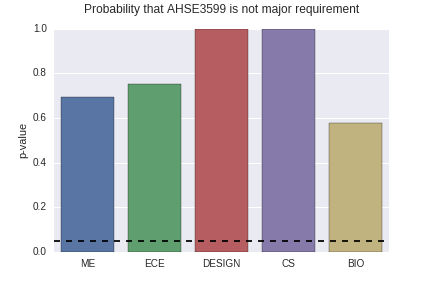 Probability that AHSE3599 is not major requirement
1.0
0.8
0.6
0.4
0.2
0.0
p-value
ME ECE DESIGN CS BIO